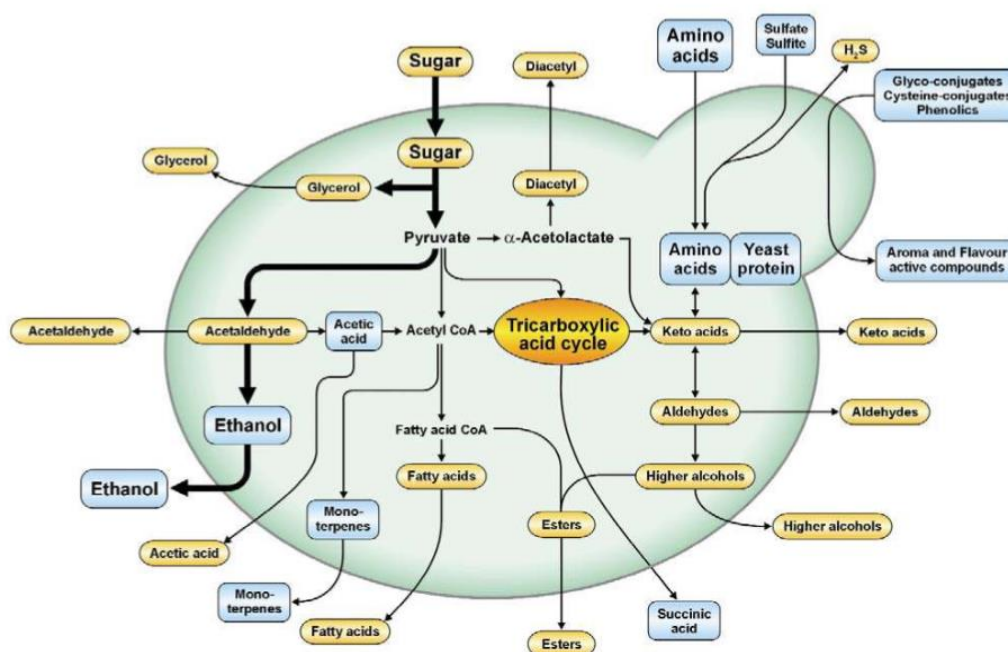 Sugar
Diacetyl
Amino
acids
Sulfate
Sulfite
H₂S
Glyco-conjugates
Cysteine-conjugates
Phenolics
Sugar
Glycerol
Glycerol
Diacetyl
Pyruvate
α-Acetolactate
Amino
acids
Yeast
protein
Aroma and Flavour
active compounds
Acetaldehyde
Acetaldehyde
Acetic
acid
Acetyl CoA
Tricarboxylic
acid cycle
Keto acids
Keto acids
Aldehydes
Aldehydes
Ethanol
Fatty acid CoA
Ethanol
Fatty acids
Higher alcohols
Mono-
terpenes
Esters
Higher alcohols
Acetic acid
Mono-
terpenes
Fatty acids
Esters
Succinic
acid